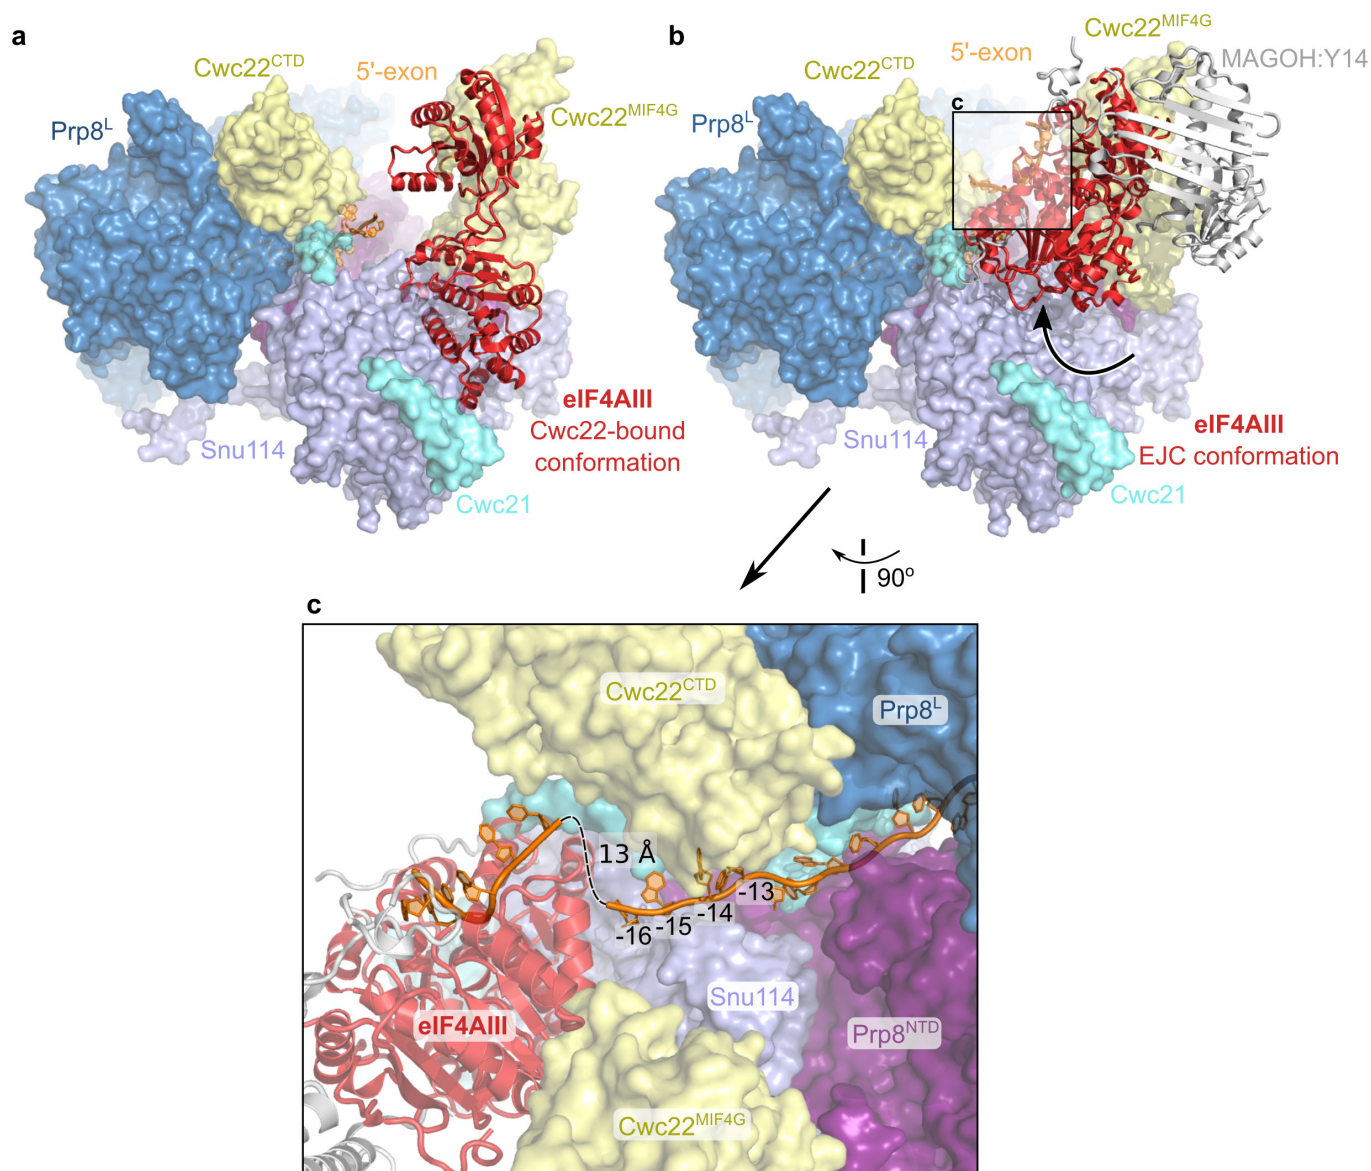 a
Cwc22CTD
5'-exon
Cwc22MIF4G
Prp8L
eIF4AIII
Cwc22-bound
conformation
Snu114
Cwc21
b
Cwc22MIF4G
5'-exon
MAGOH:Y14
Cwc22CTD
c
Prp8L
eIF4AIII
EJC conformation
Snu114
Cwc21
90o
c
Cwc22CTD
Prp8L
13 Å
-13
-14
-15
-16
Snu114
eIF4AIII
Prp8NTD
Cwc22MIF4G